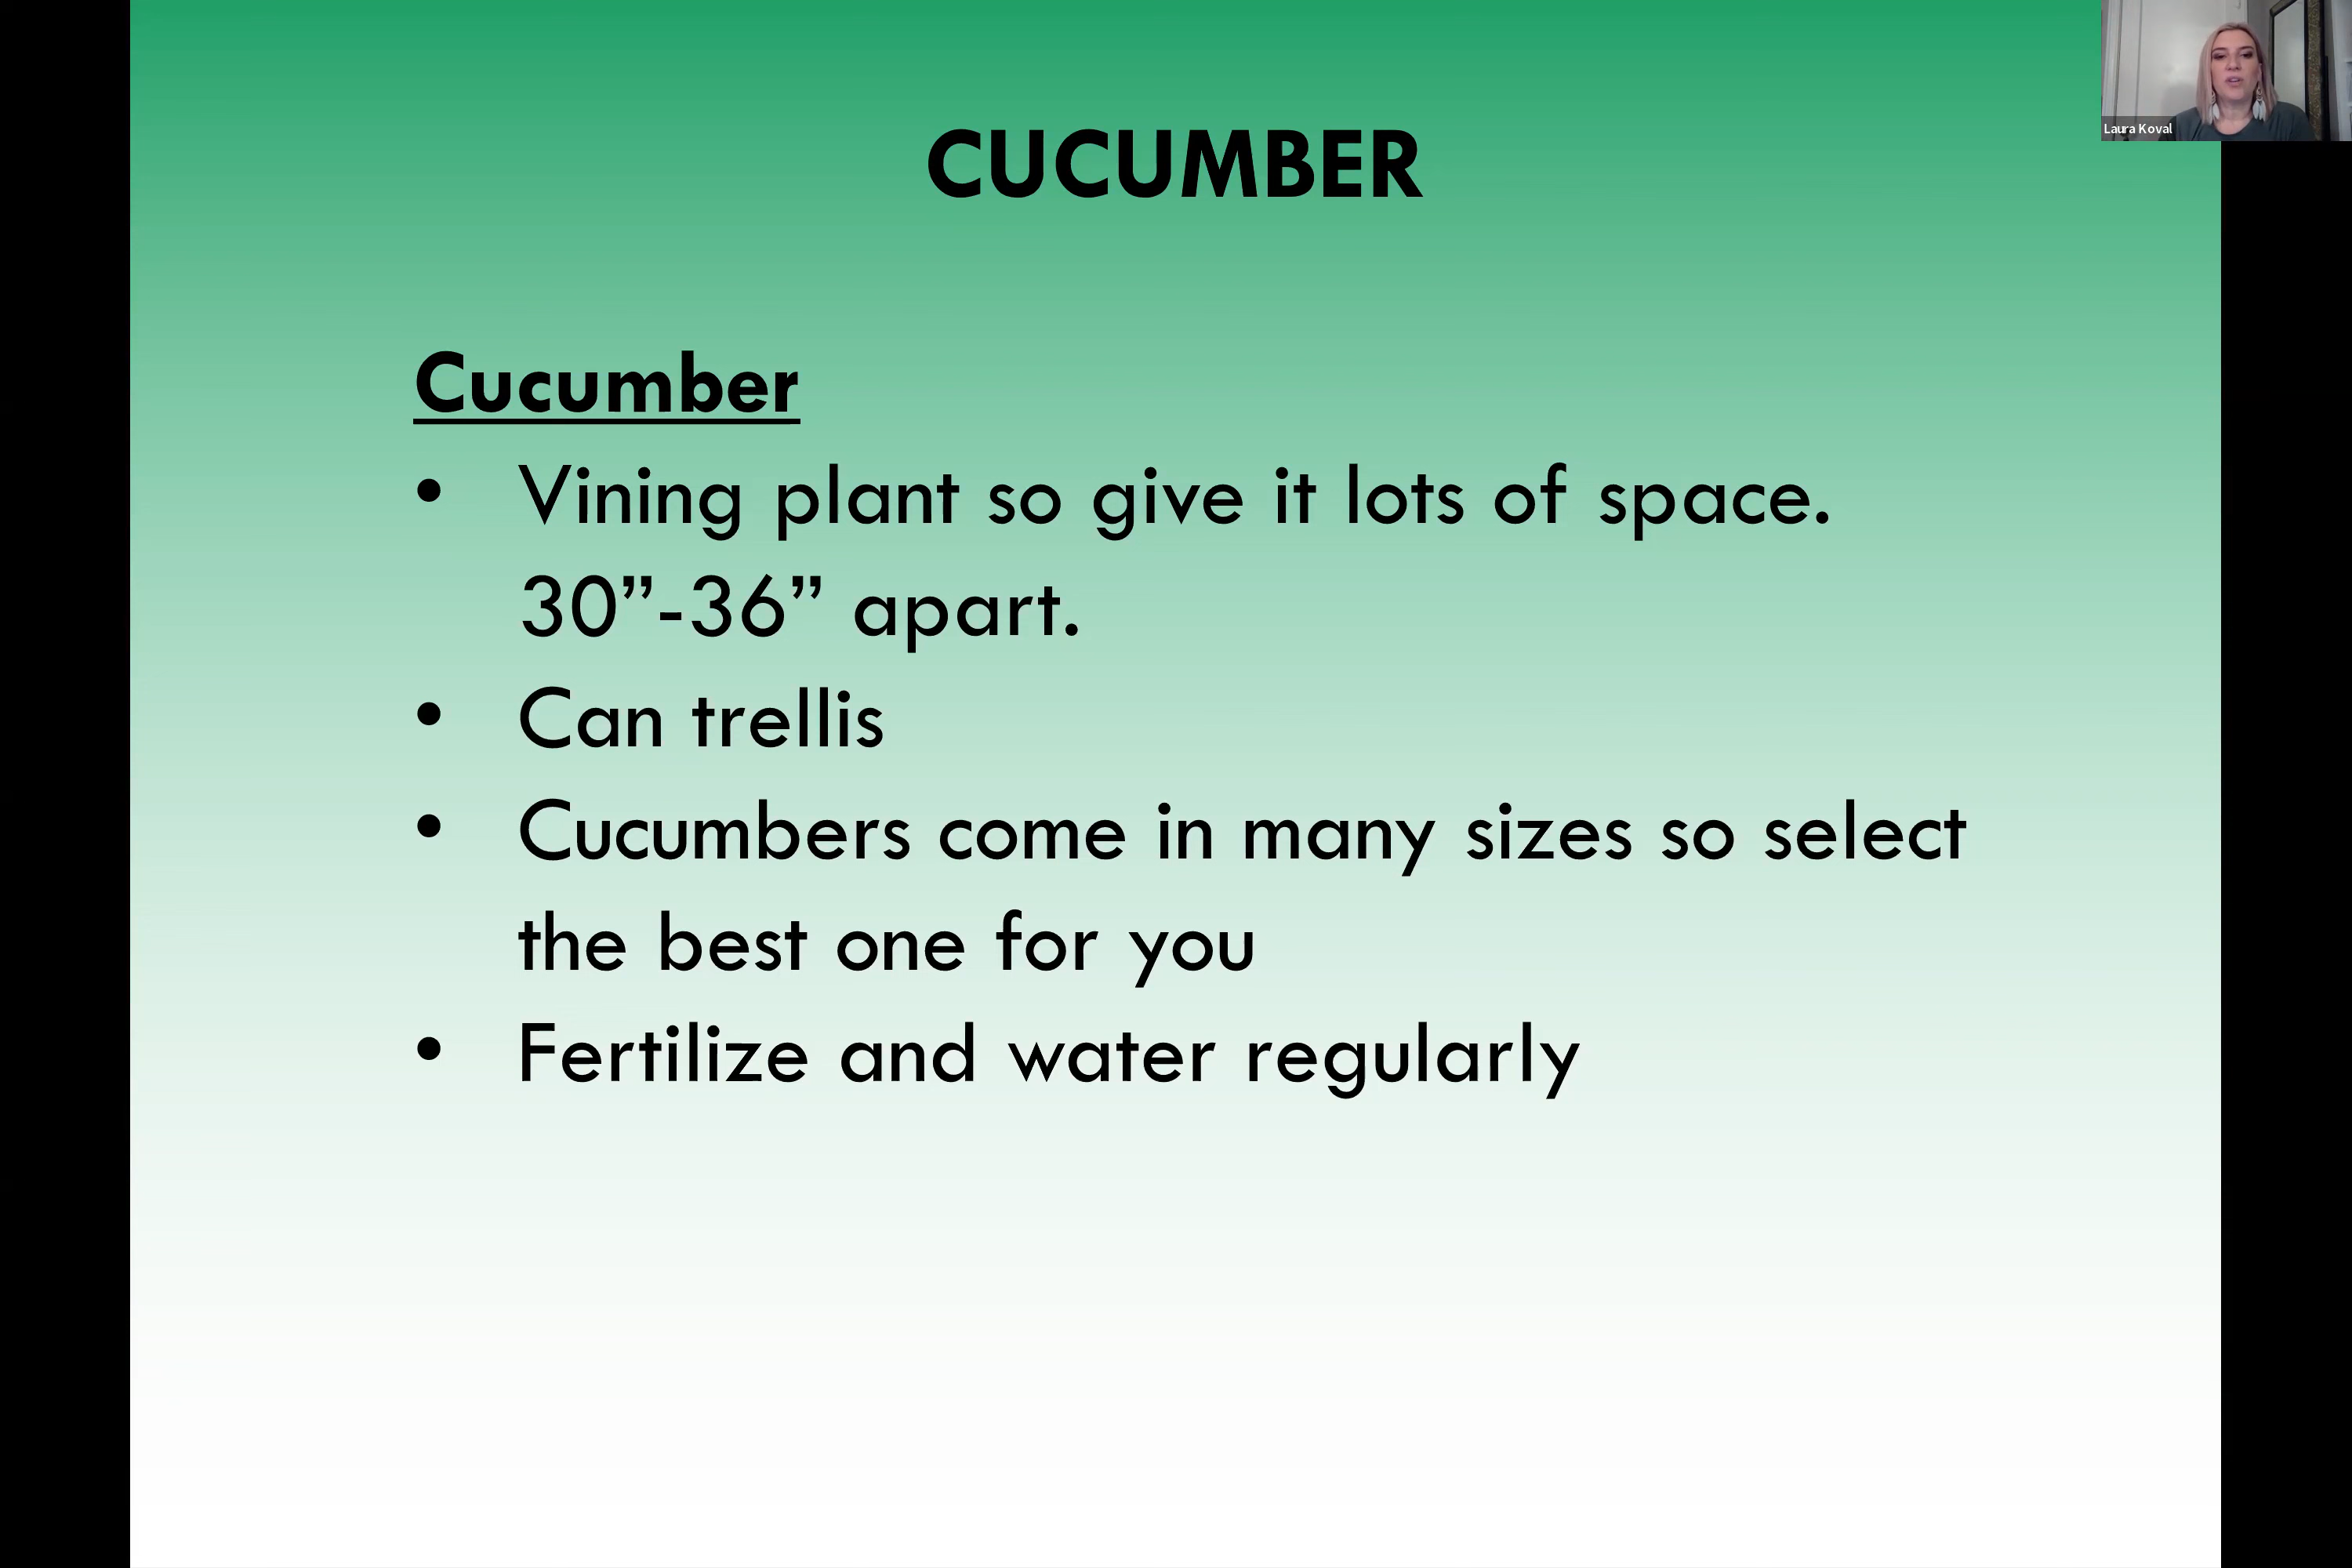 CUCUMBER
Laura Koval
Cucumber
• Vining plant so give it lots of space.
30”-36” apart.
• Can trellis
• Cucumbers come in many sizes so select
the best one for you
• Fertilize and water regularly